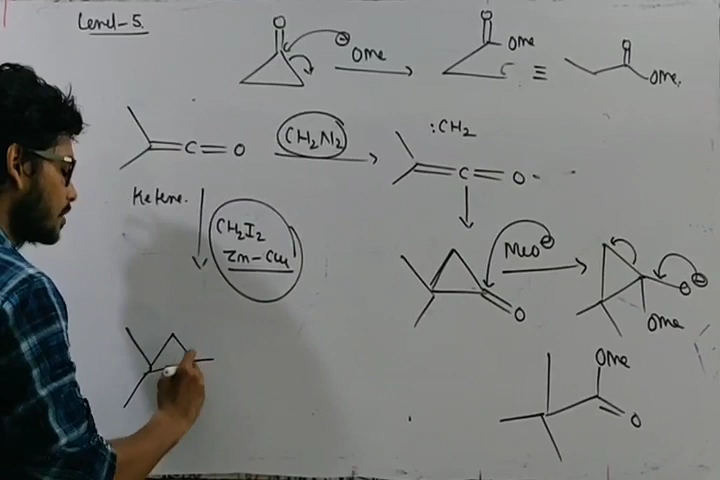 Level-5.
O
⊖OMe
O
OMe
≡
O
OMe.
C=O
CH2N2
:CH2
C=O
Ketene.
CH2I2
Zn-Cu
O
MeO⊖
O⊖
OMe
OMe
O